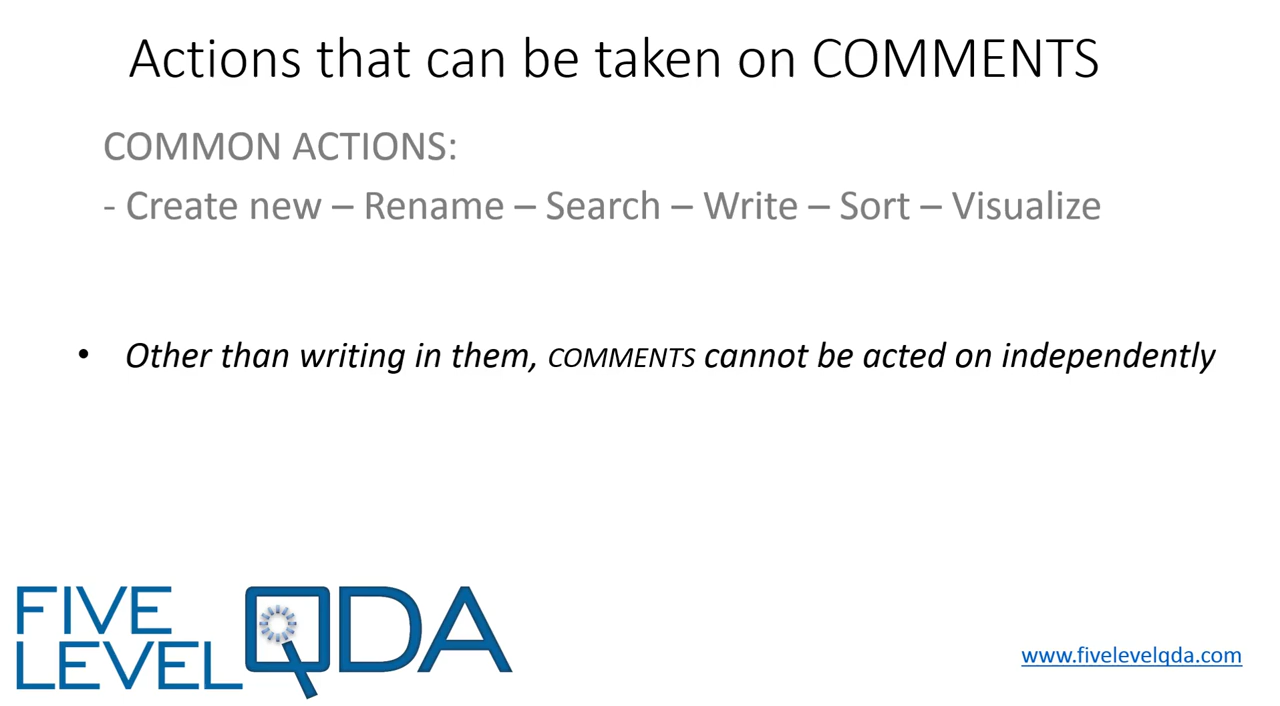 Actions that can be taken on COMMENTS
COMMON ACTIONS:
- Create new – Rename – Search – Write – Sort – Visualize
• Other than writing in them, COMMENTS cannot be acted on independently
FIVE LEVEL QDA
www.fivelevelqda.com